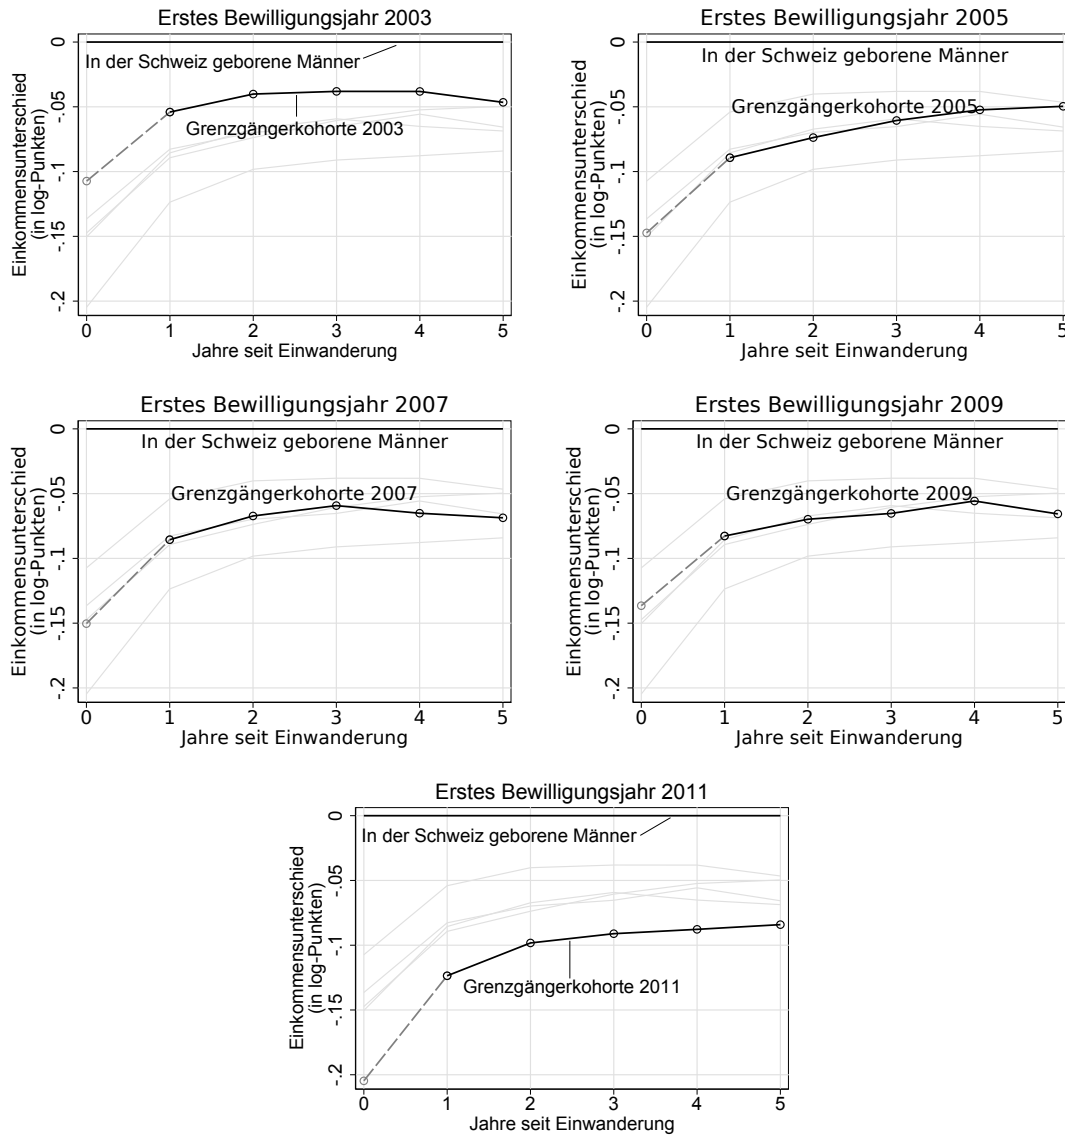 Erstes Bewilligungsjahr 2003
Einkommensunterschied
(in log-Punkten)
0
-.05
-.1
-.15
-.2
In der Schweiz geborene Männer
Grenzgängerkohorte 2003
0 1 2 3 4 5
Jahre seit Einwanderung
Erstes Bewilligungsjahr 2005
Einkommensunterschied
(in log-Punkten)
0
-.05
-.1
-.15
-.2
In der Schweiz geborene Männer
Grenzgängerkohorte 2005
0 1 2 3 4 5
Jahre seit Einwanderung
Erstes Bewilligungsjahr 2007
Einkommensunterschied
(in log-Punkten)
0
-.05
-.1
-.15
-.2
In der Schweiz geborene Männer
Grenzgängerkohorte 2007
0 1 2 3 4 5
Jahre seit Einwanderung
Erstes Bewilligungsjahr 2009
Einkommensunterschied
(in log-Punkten)
0
-.05
-.1
-.15
-.2
In der Schweiz geborene Männer
Grenzgängerkohorte 2009
0 1 2 3 4 5
Jahre seit Einwanderung
Erstes Bewilligungsjahr 2011
Einkommensunterschied
(in log-Punkten)
0
-.05
-.1
-.15
-.2
In der Schweiz geborene Männer
Grenzgängerkohorte 2011
0 1 2 3 4 5
Jahre seit Einwanderung